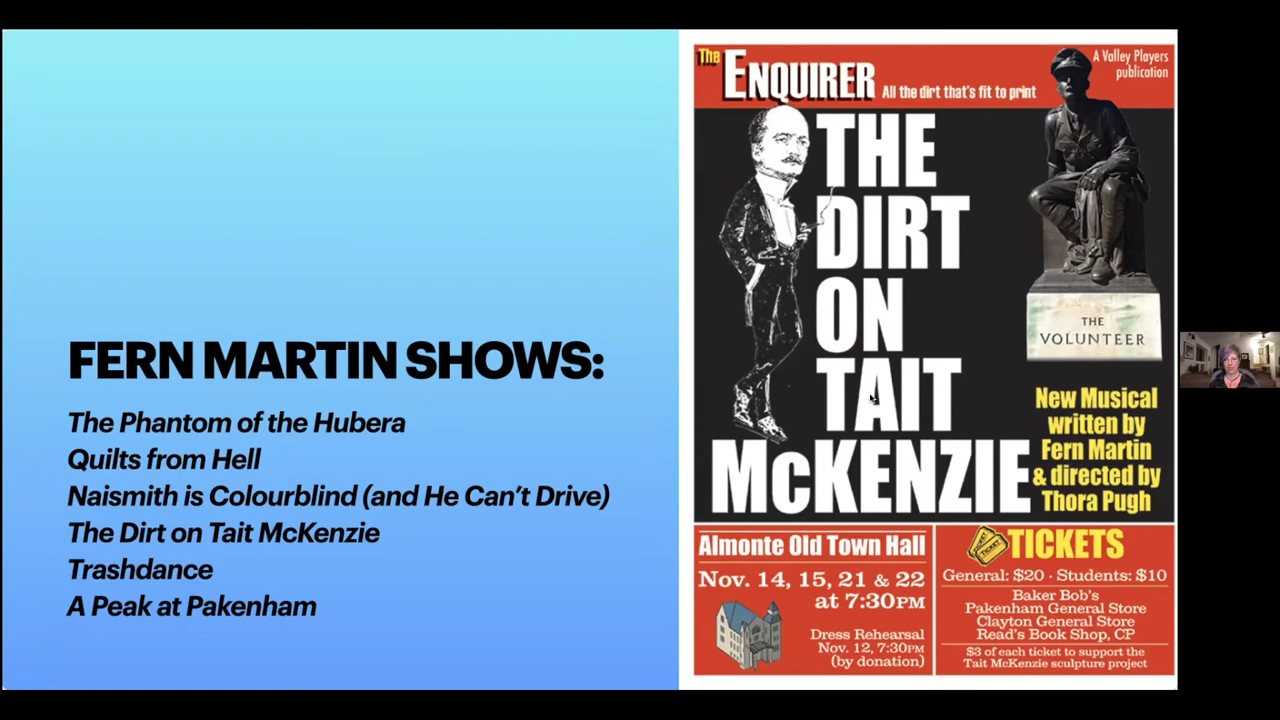 FERN MARTIN SHOWS:
The Phantom of the Hubera
Quilts from Hell
Naismith is Colourblind (and He Can't Drive)
The Dirt on Tait McKenzie
Trashdance
A Peak at Pakenham
The ENQUIRER All the dirt that's fit to print
A Valley Players
publication
THE
DIRT
ON
TAIT
McKENZIE
THE
VOLUNTEER
New Musical
written by
Fern Martin
& directed by
Thora Pugh
Almonte Old Town Hall
Nov. 14, 15, 21 & 22
at 7:30PM
Dress Rehearsal
Nov. 12, 7:30PM
(by donation)
TICKET
TICKET
TICKETS
General: $20 · Students: $10
Baker Bob's
Pakenham General Store
Clayton General Store
Read's Book Shop, CP
$3 of each ticket to support the
Tait McKenzie sculpture project